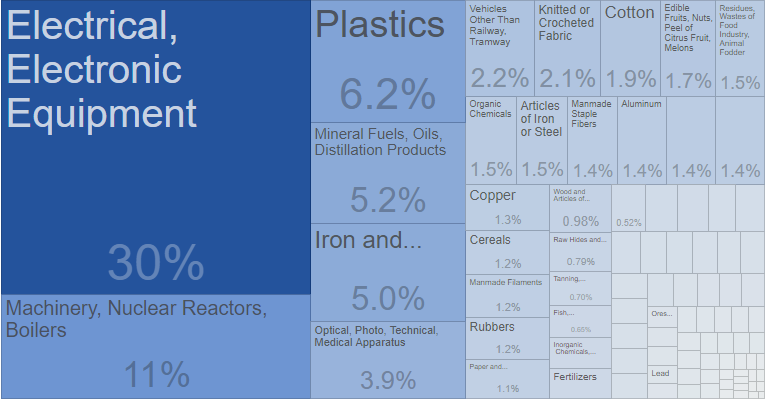 Electrical,
Electronic
Equipment
30%
Machinery, Nuclear Reactors,
Boilers
11%
Plastics
6.2%
Mineral Fuels, Oils,
Distillation Products
5.2%
Iron and...
5.0%
Optical, Photo, Technical,
Medical Apparatus
3.9%
Vehicles
Other Than
Railway,
Tramway
2.2%
Knitted or
Crocheted
Fabric
2.1%
Cotton
1.9%
Edible
Fruits, Nuts,
Peel of
Citrus Fruit,
Melons
1.7%
Residues,
Wastes of
Food
Industry,
Animal
Fodder
1.5%
Organic
Chemicals
1.5%
Articles
of Iron
or Steel
1.5%
Manmade
Staple
Fibers
1.4%
Aluminum
1.4%
1.4%
1.4%
Copper
1.3%
Cereals
1.2%
Manmade Filaments
1.2%
Rubbers
1.2%
Paper and...
1.1%
Wood and
Articles of...
0.98%
Raw Hides and...
0.79%
Tanning,...
0.70%
Fish,...
0.66%
Inorganic
Chemicals,...
Fertilizers
0.52%
Ores...
Lead